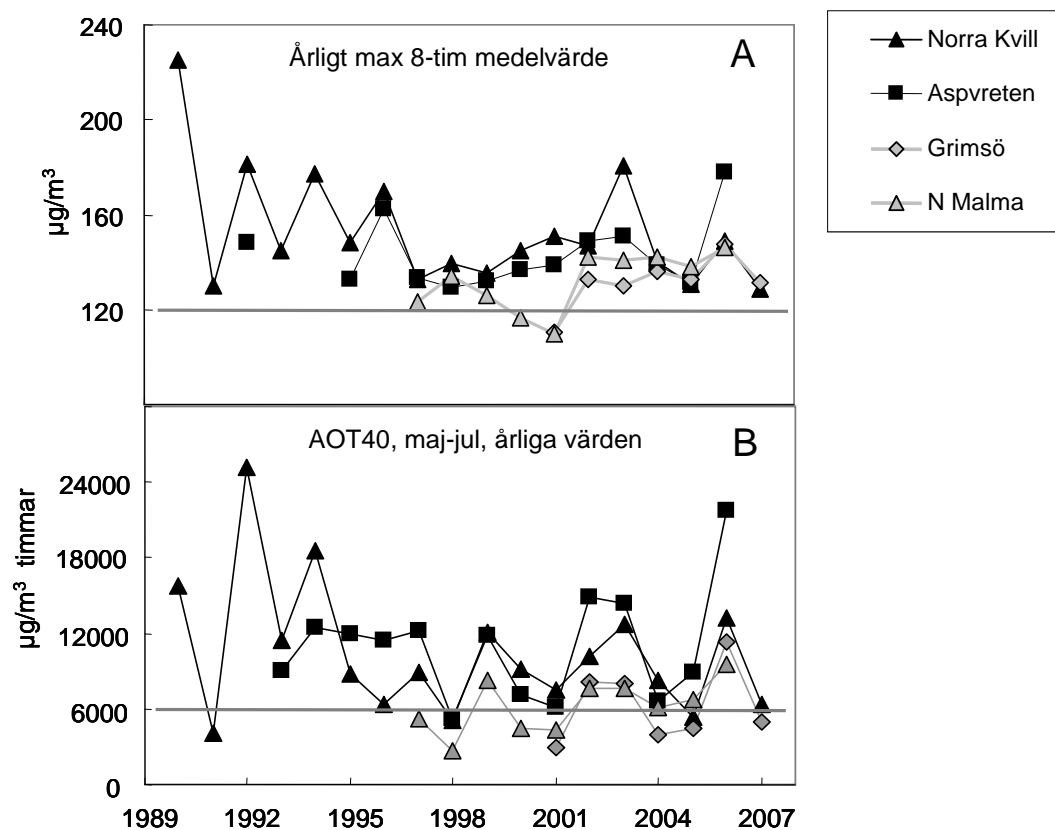 240
200
160
120
µg/m³
Årligt max 8-tim medelvärde
A
Norra Kvill
Aspvreten
Grimsö
N Malma
AOT40, maj-jul, årliga värden
B
24000
18000
12000
6000
0
µg/m³ timmar
1989 1992 1995 1998 2001 2004 2007